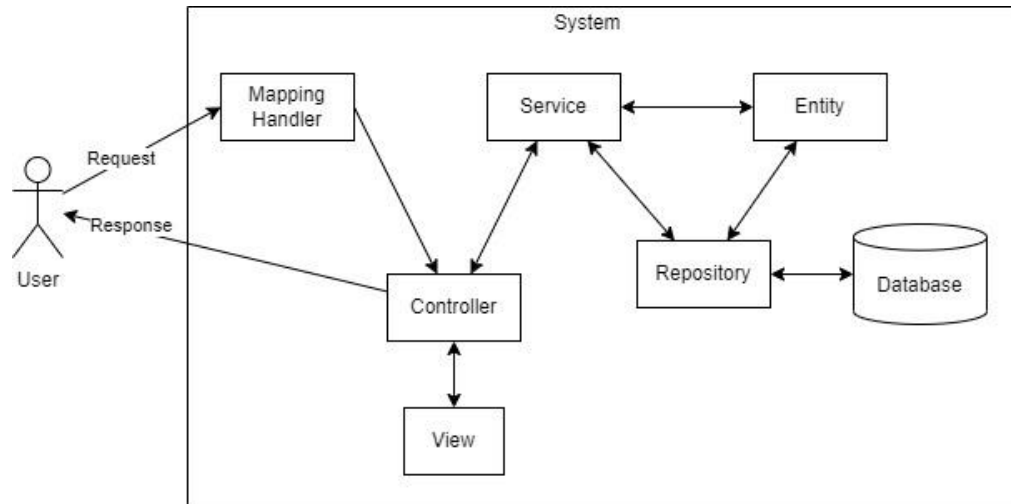 System
Mapping
Handler
Service
Entity
Request
Response
User
Repository
Database
Controller
View